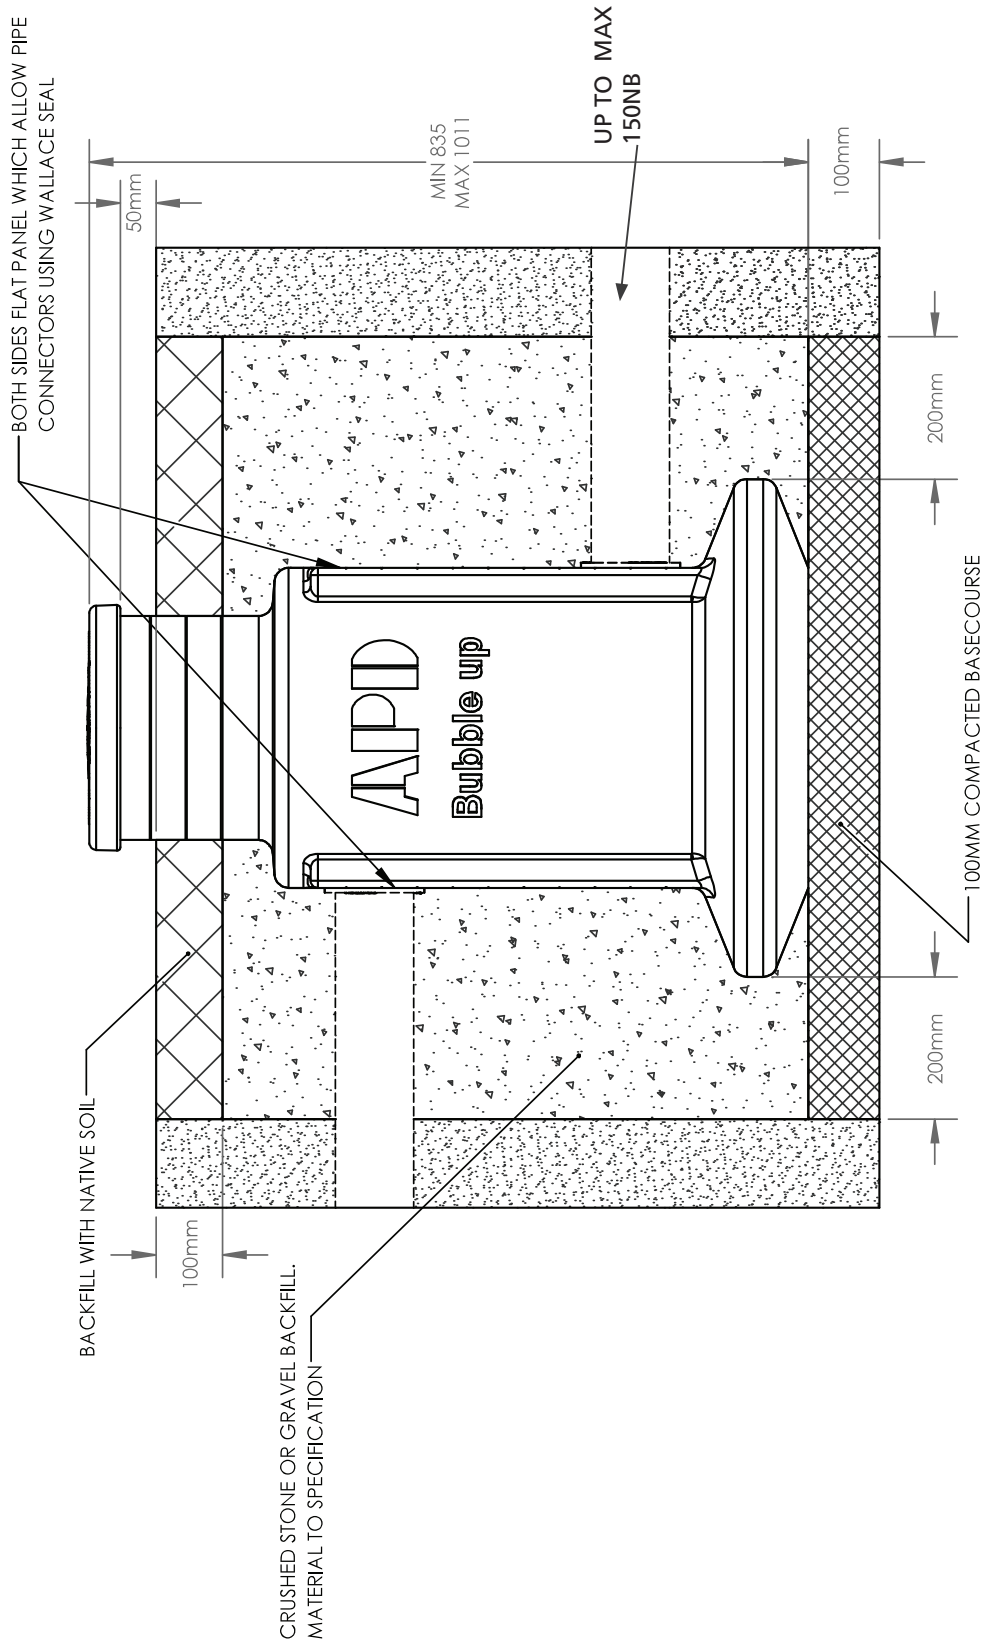 BOTH SIDES FLAT PANEL WHICH ALLOW PIPE
CONNECTORS USING WALLACE SEAL
50mm
MIN 835
MAX 1011
UP TO MAX
150NB
100mm
BACKFILL WITH NATIVE SOIL
100mm
CRUSHED STONE OR GRAVEL BACKFILL.
MATERIAL TO SPECIFICATION
APD
Bubble up
200mm
200mm
100MM COMPACTED BASECOURSE